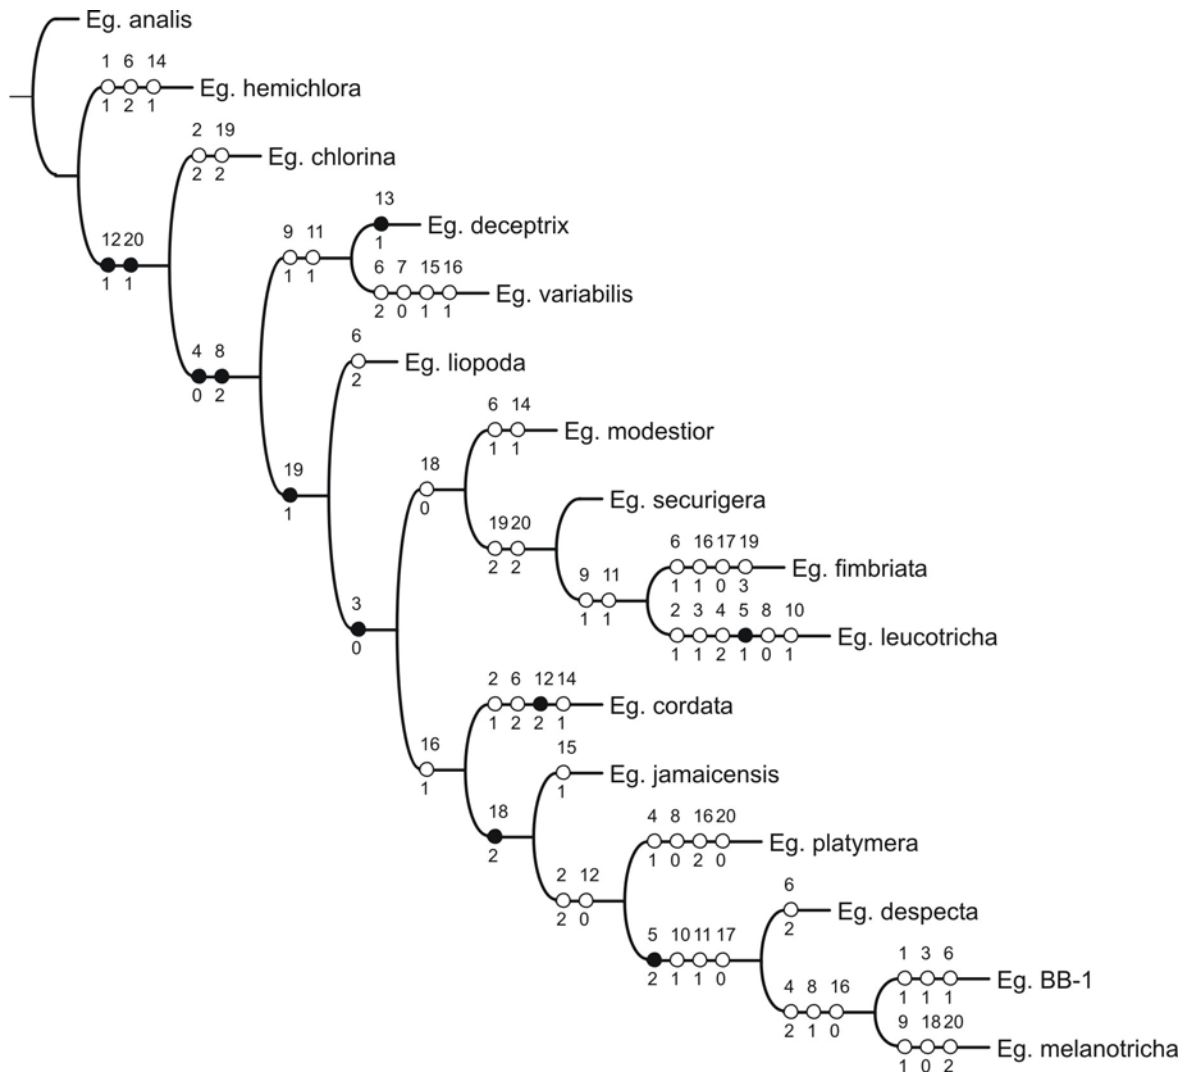 Eg. analis
1 6 14
Eg. hemichlora
1 2 1
2 19
Eg. chlorina
2 2
13
Eg. deceptrix
1
12 20
1 1
9 11
1 1
6 7 15 16
Eg. variabilis
2 0 1 1
4 8
0 2
6
Eg. liopoda
2
6 14
Eg. modestior
1 1
19
1
18
0
Eg. securigera
19 20
2 2
6 16 17 19
Eg. fimbriata
1 1 0 3
9 11
1 1
2 3 4 5 8 10
Eg. leucotricha
1 1 2 1 0 1
3
0
2 6 12 14
Eg. cordata
1 2 2 1
16
1
15
Eg. jamaicensis
1
18
2
4 8 16 20
Eg. platymera
1 0 2 0
2 12
2 0
6
Eg. despecta
2
5 10 11 17
2 1 1 0
1 3 6
Eg. BB-1
1 1 1
4 8 16
2 1 0
9 18 20
Eg. melanotricha
1 0 2